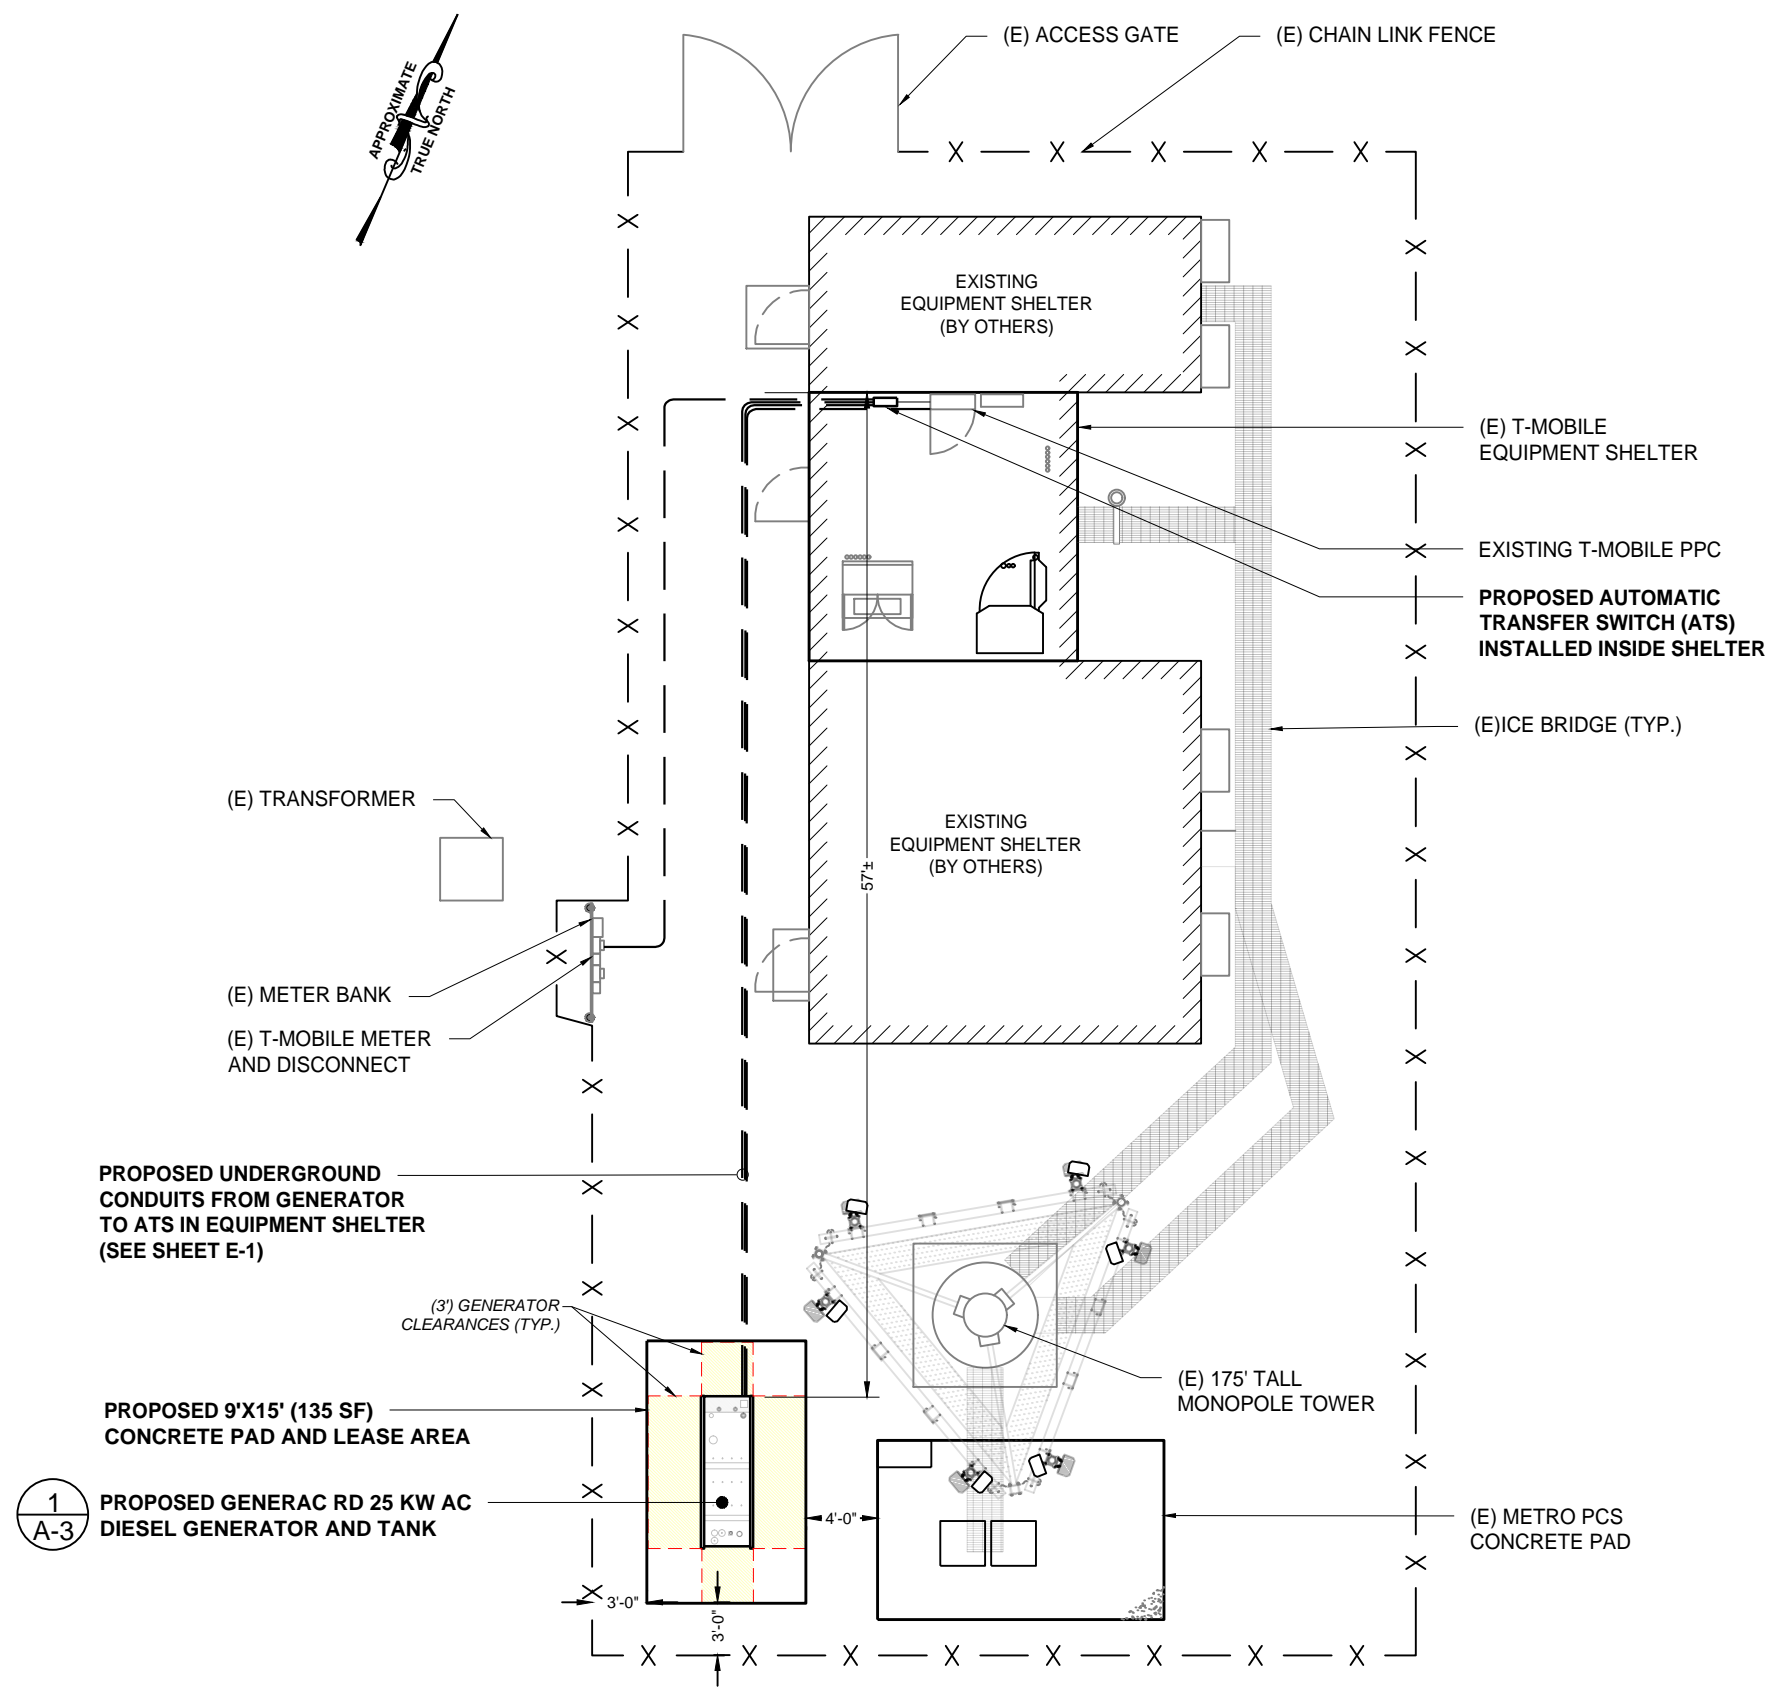 (E) ACCESS GATE
(E) CHAIN LINK FENCE
APPROXIMATE
TRUE NORTH
EXISTING
EQUIPMENT SHELTER
(BY OTHERS)
(E) T-MOBILE
EQUIPMENT SHELTER
EXISTING T-MOBILE PPC
PROPOSED AUTOMATIC
TRANSFER SWITCH (ATS)
INSTALLED INSIDE SHELTER
(E)ICE BRIDGE (TYP.)
(E) TRANSFORMER
EXISTING
EQUIPMENT SHELTER
(BY OTHERS)
57'±
(E) METER BANK
(E) T-MOBILE METER
AND DISCONNECT
PROPOSED UNDERGROUND
CONDUITS FROM GENERATOR
TO ATS IN EQUIPMENT SHELTER
(SEE SHEET E-1)
(3') GENERATOR
CLEARANCES (TYP.)
(E) 175' TALL
MONOPOLE TOWER
PROPOSED 9'X15' (135 SF)
CONCRETE PAD AND LEASE AREA
1
A-3
PROPOSED GENERAC RD 25 KW AC
DIESEL GENERATOR AND TANK
4'-0"
(E) METRO PCS
CONCRETE PAD
3'-0"
3'-0"